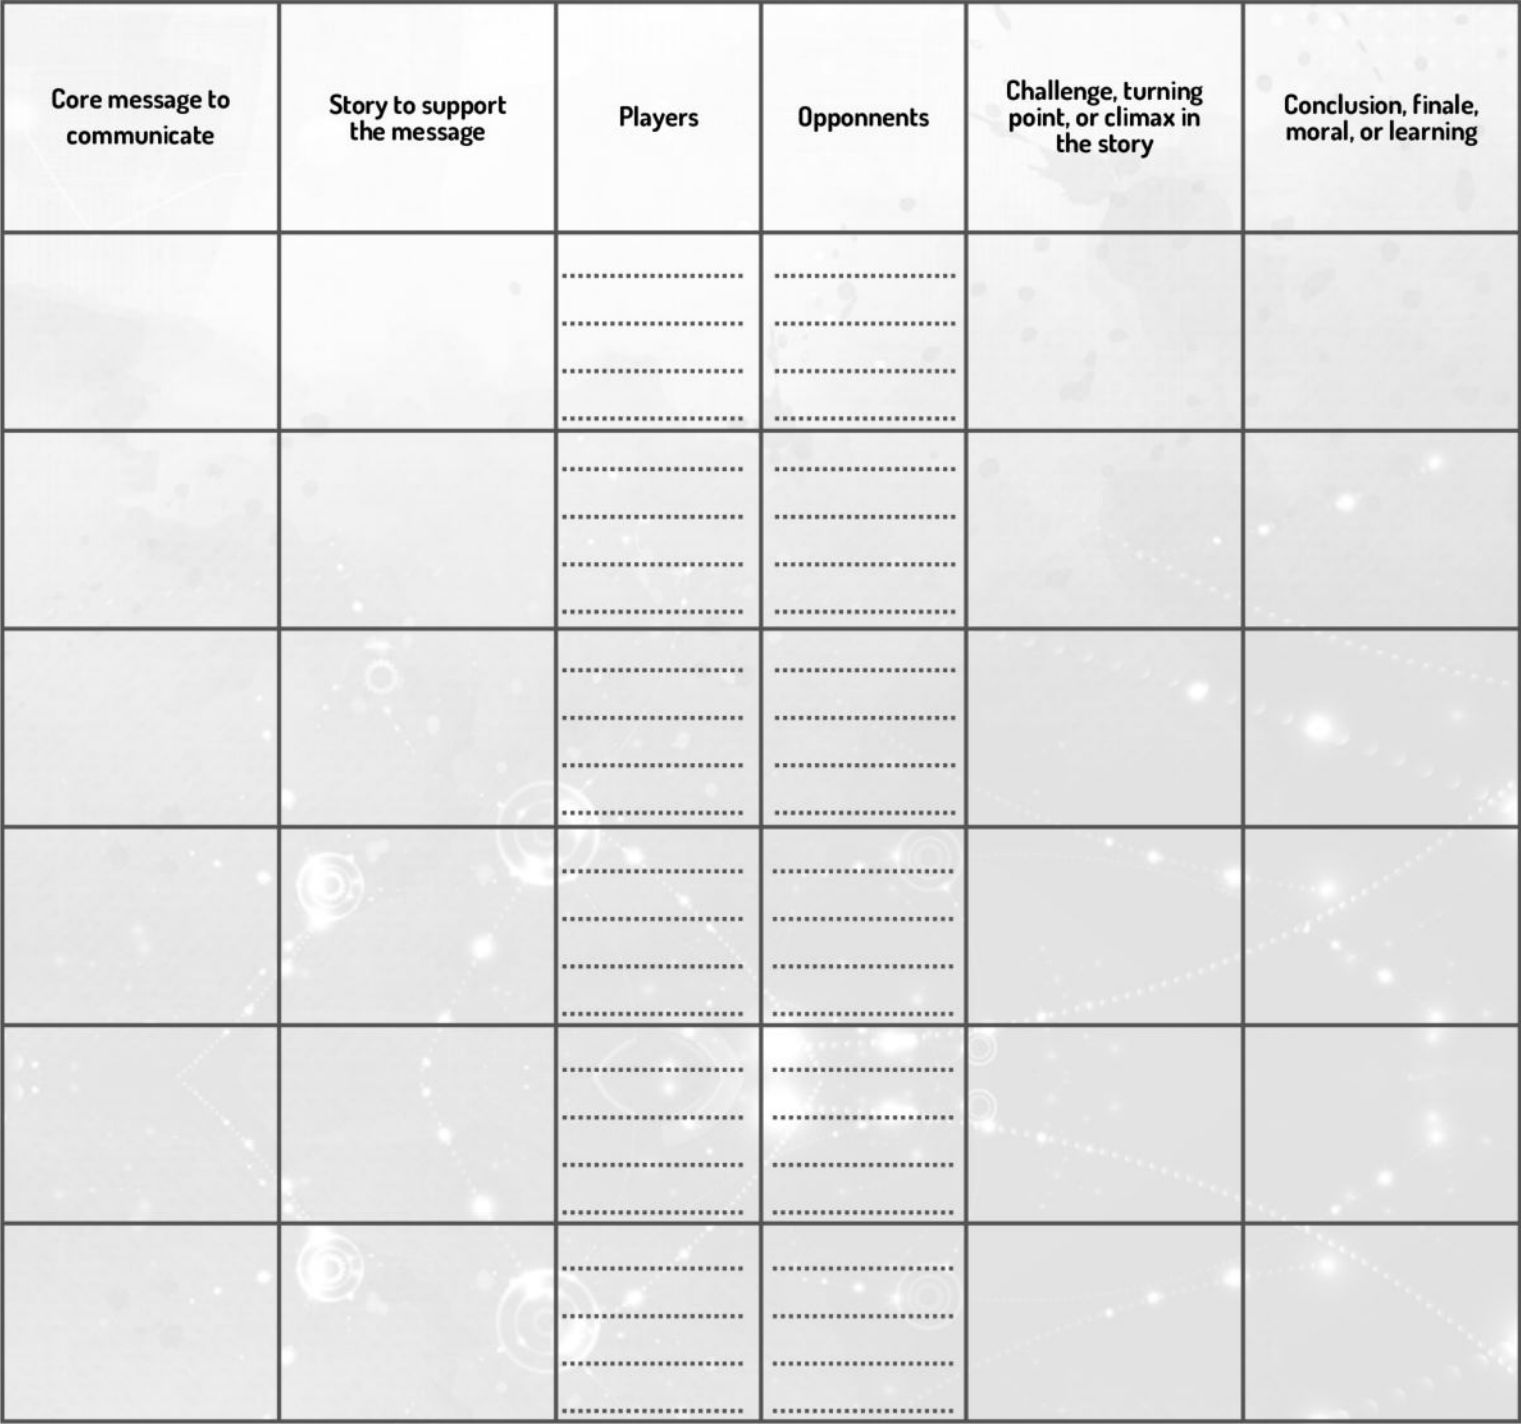 Core message to
communicate
Story to support
the message
Players
Opponnents
Challenge, turning
point, or climax in
the story
Conclusion, finale,
moral, or learning